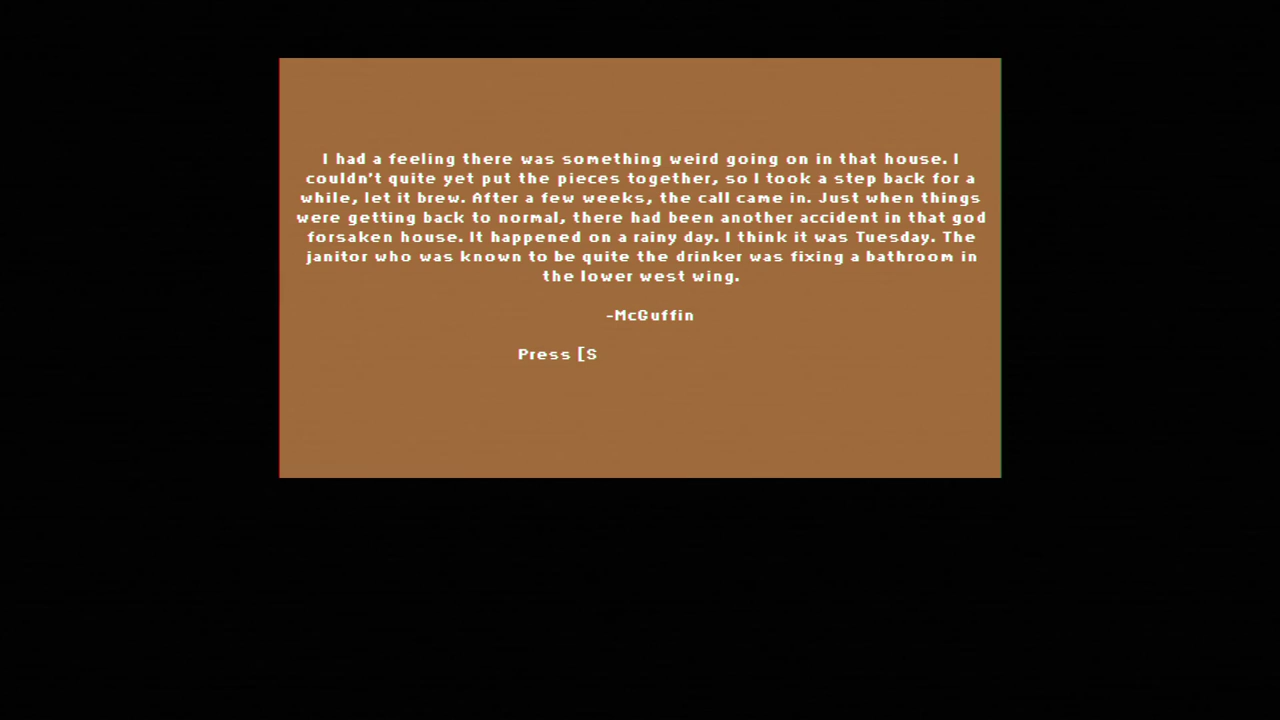 I had a feeling there was something weird going on in that house. I
couldn't quite yet put the pieces together, so I took a step back for a
while, let it brew. After a few weeks, the call came in. Just when things
were getting back to normal, there had been another accident in that god
forsaken house. It happened on a rainy day. I think it was Tuesday. The
janitor who was known to be quite the drinker was fixing a bathroom in
the lower west wing.
-McGuffin
Press [S